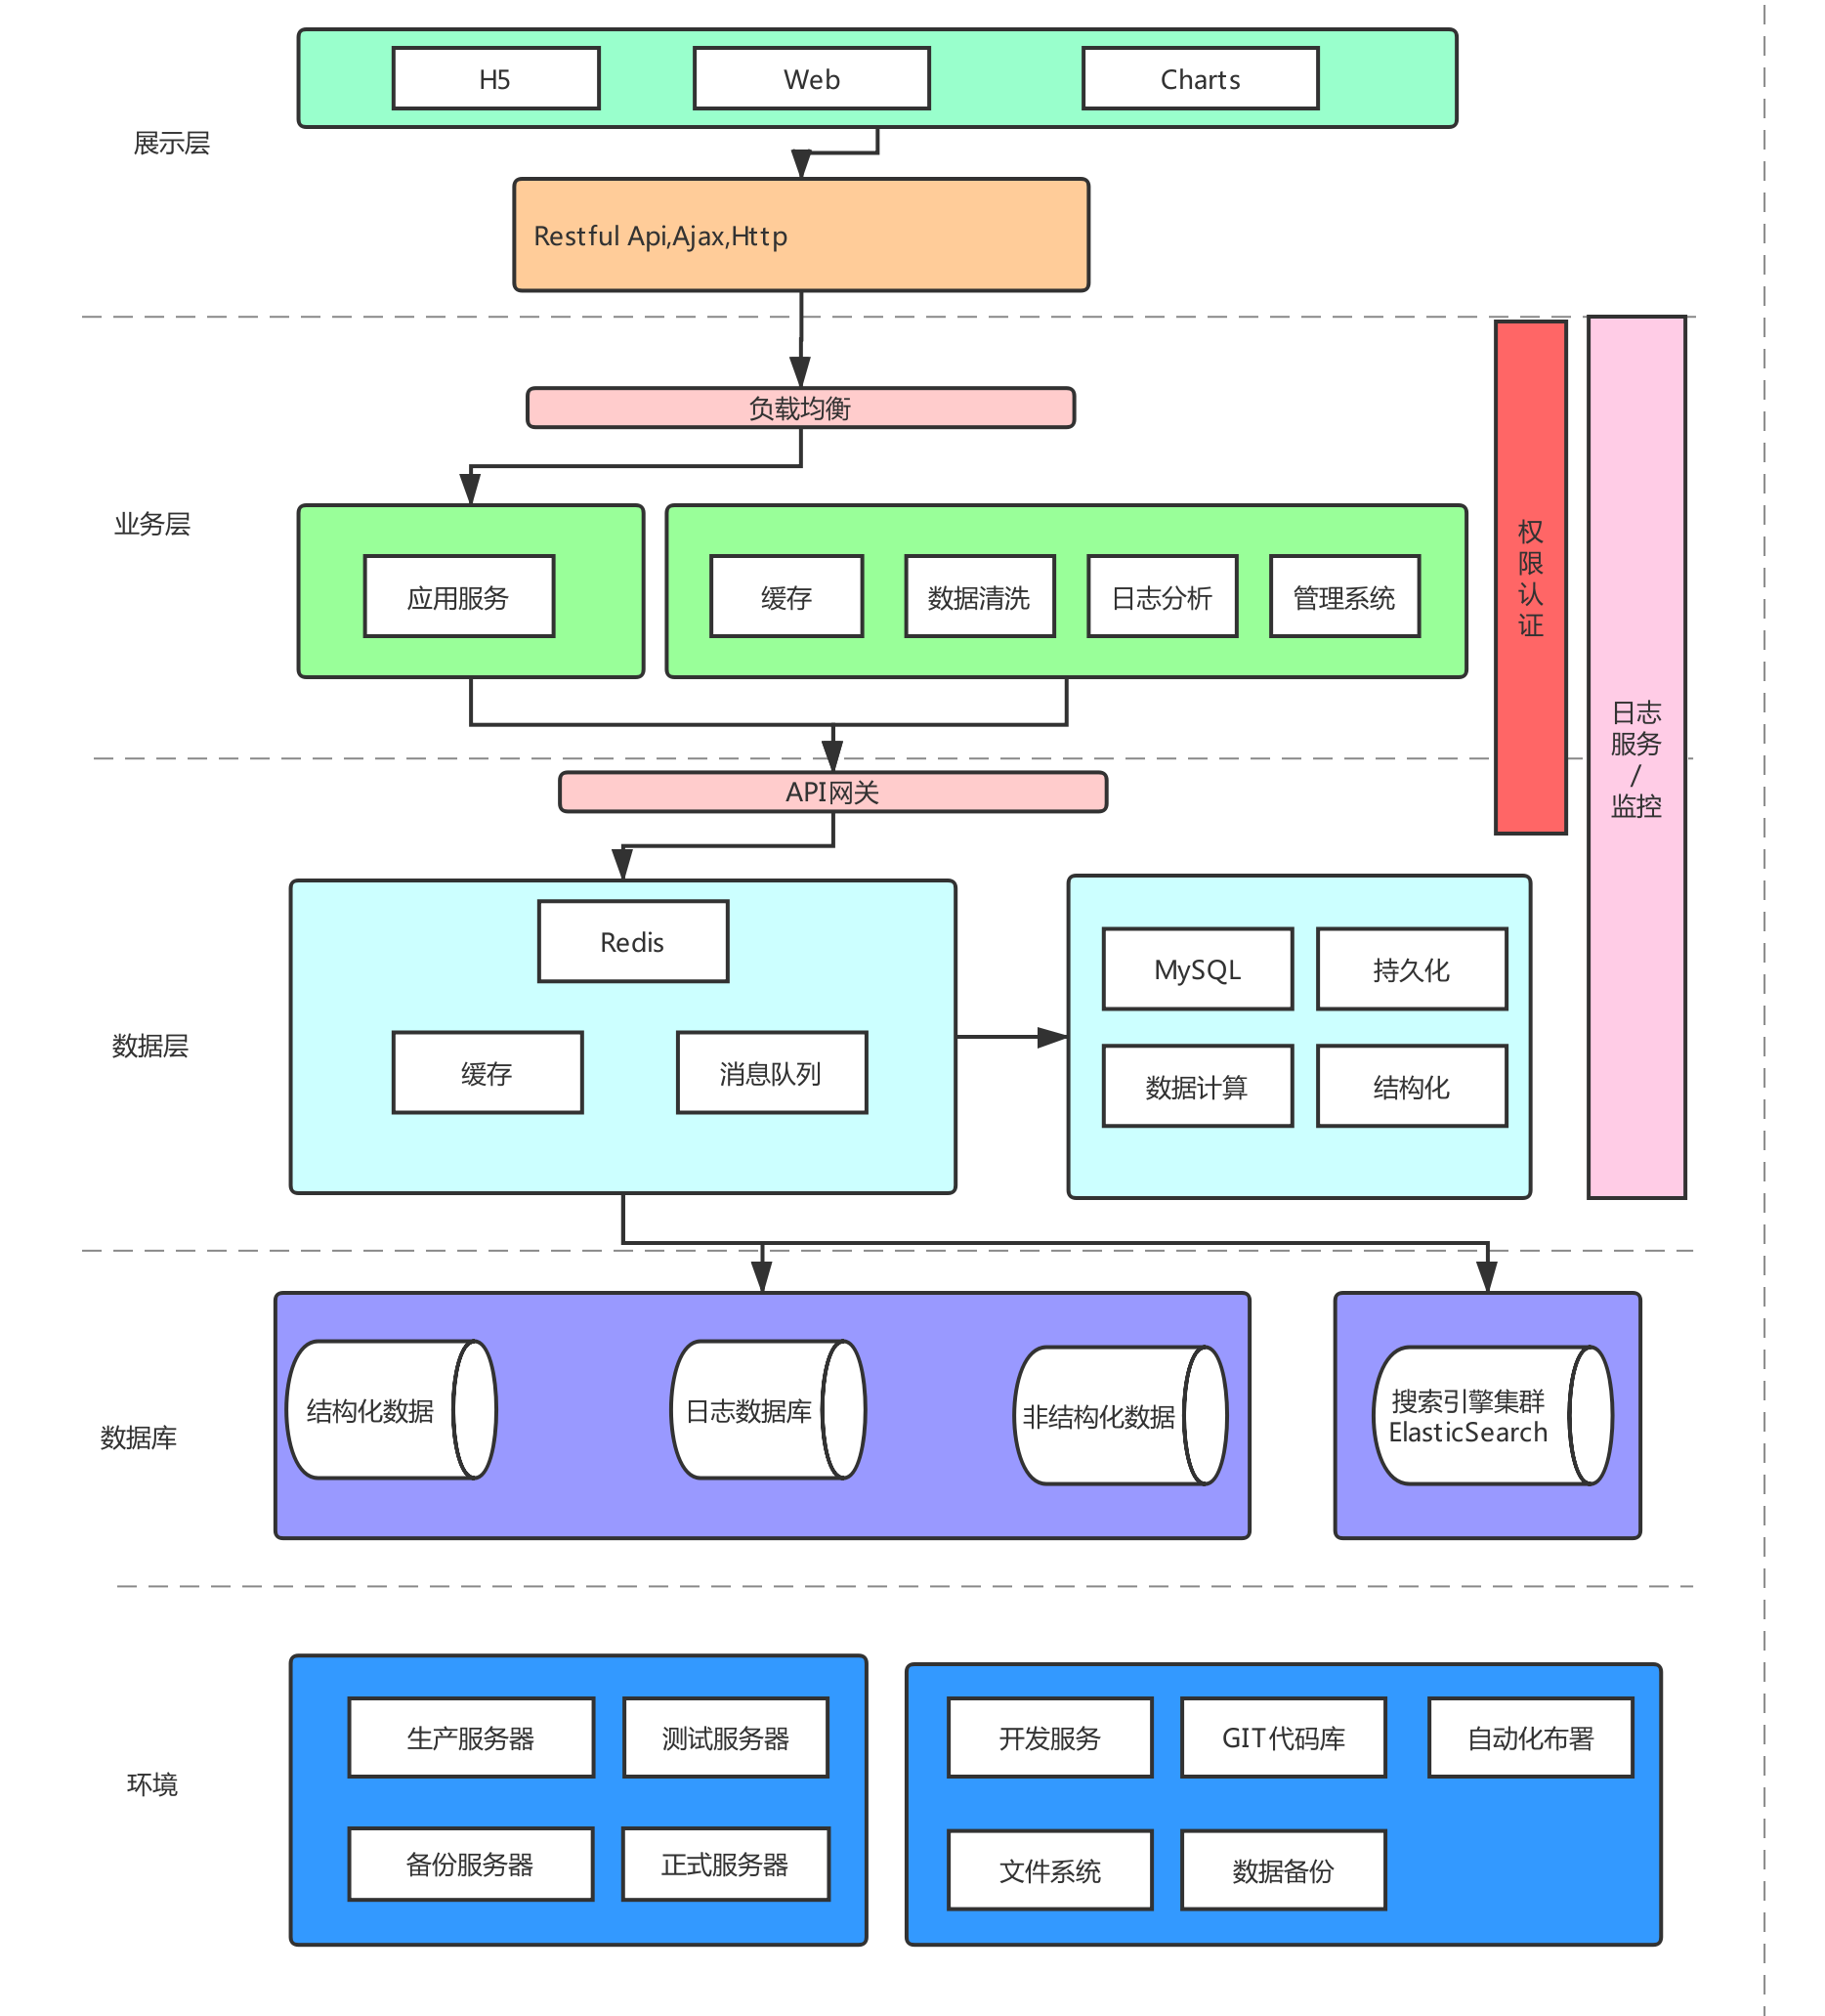 H5
Web
Charts
展示层
Restful Api,Ajax,Http
负载均衡
业务层
应用服务
缓存
数据清洗
日志分析
管理系统
权
限
认
证
日志
服务
/
监控
API网关
Redis
MySQL
持久化
数据层
缓存
消息队列
数据计算
结构化
数据库
结构化数据
日志数据库
非结构化数据
搜索引擎集群
ElasticSearch
环境
生产服务器
测试服务器
备份服务器
正式服务器
开发服务
GIT代码库
自动化布署
文件系统
数据备份